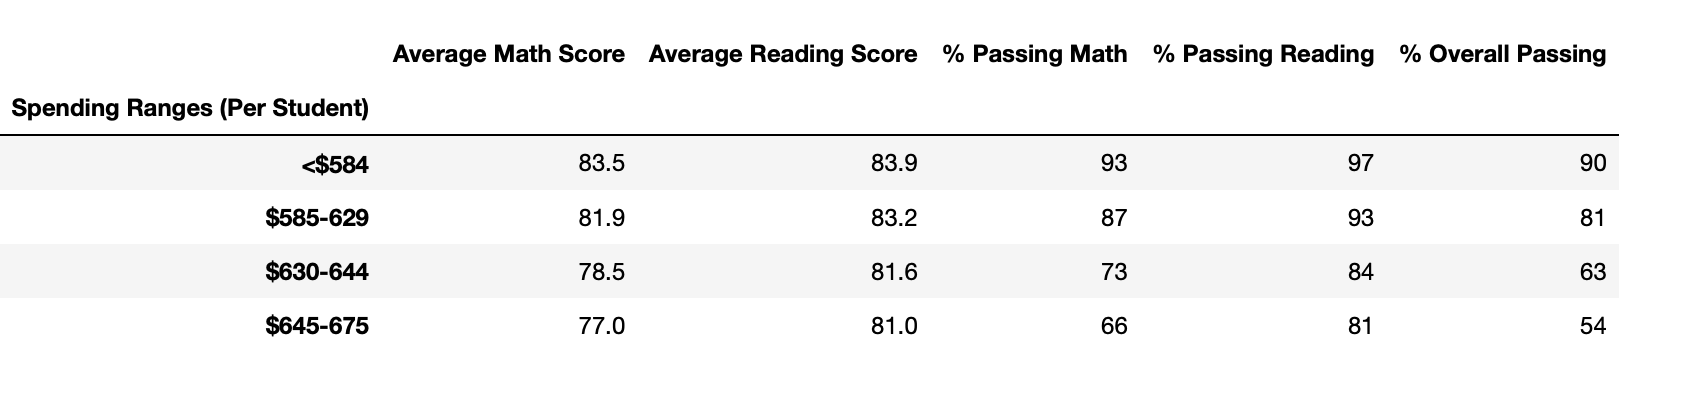 Average Math Score Average Reading Score % Passing Math % Passing Reading % Overall Passing
Spending Ranges (Per Student)
<$584 83.5 83.9 93 97 90
$585-629 81.9 83.2 87 93 81
$630-644 78.5 81.6 73 84 63
$645-675 77.0 81.0 66 81 54